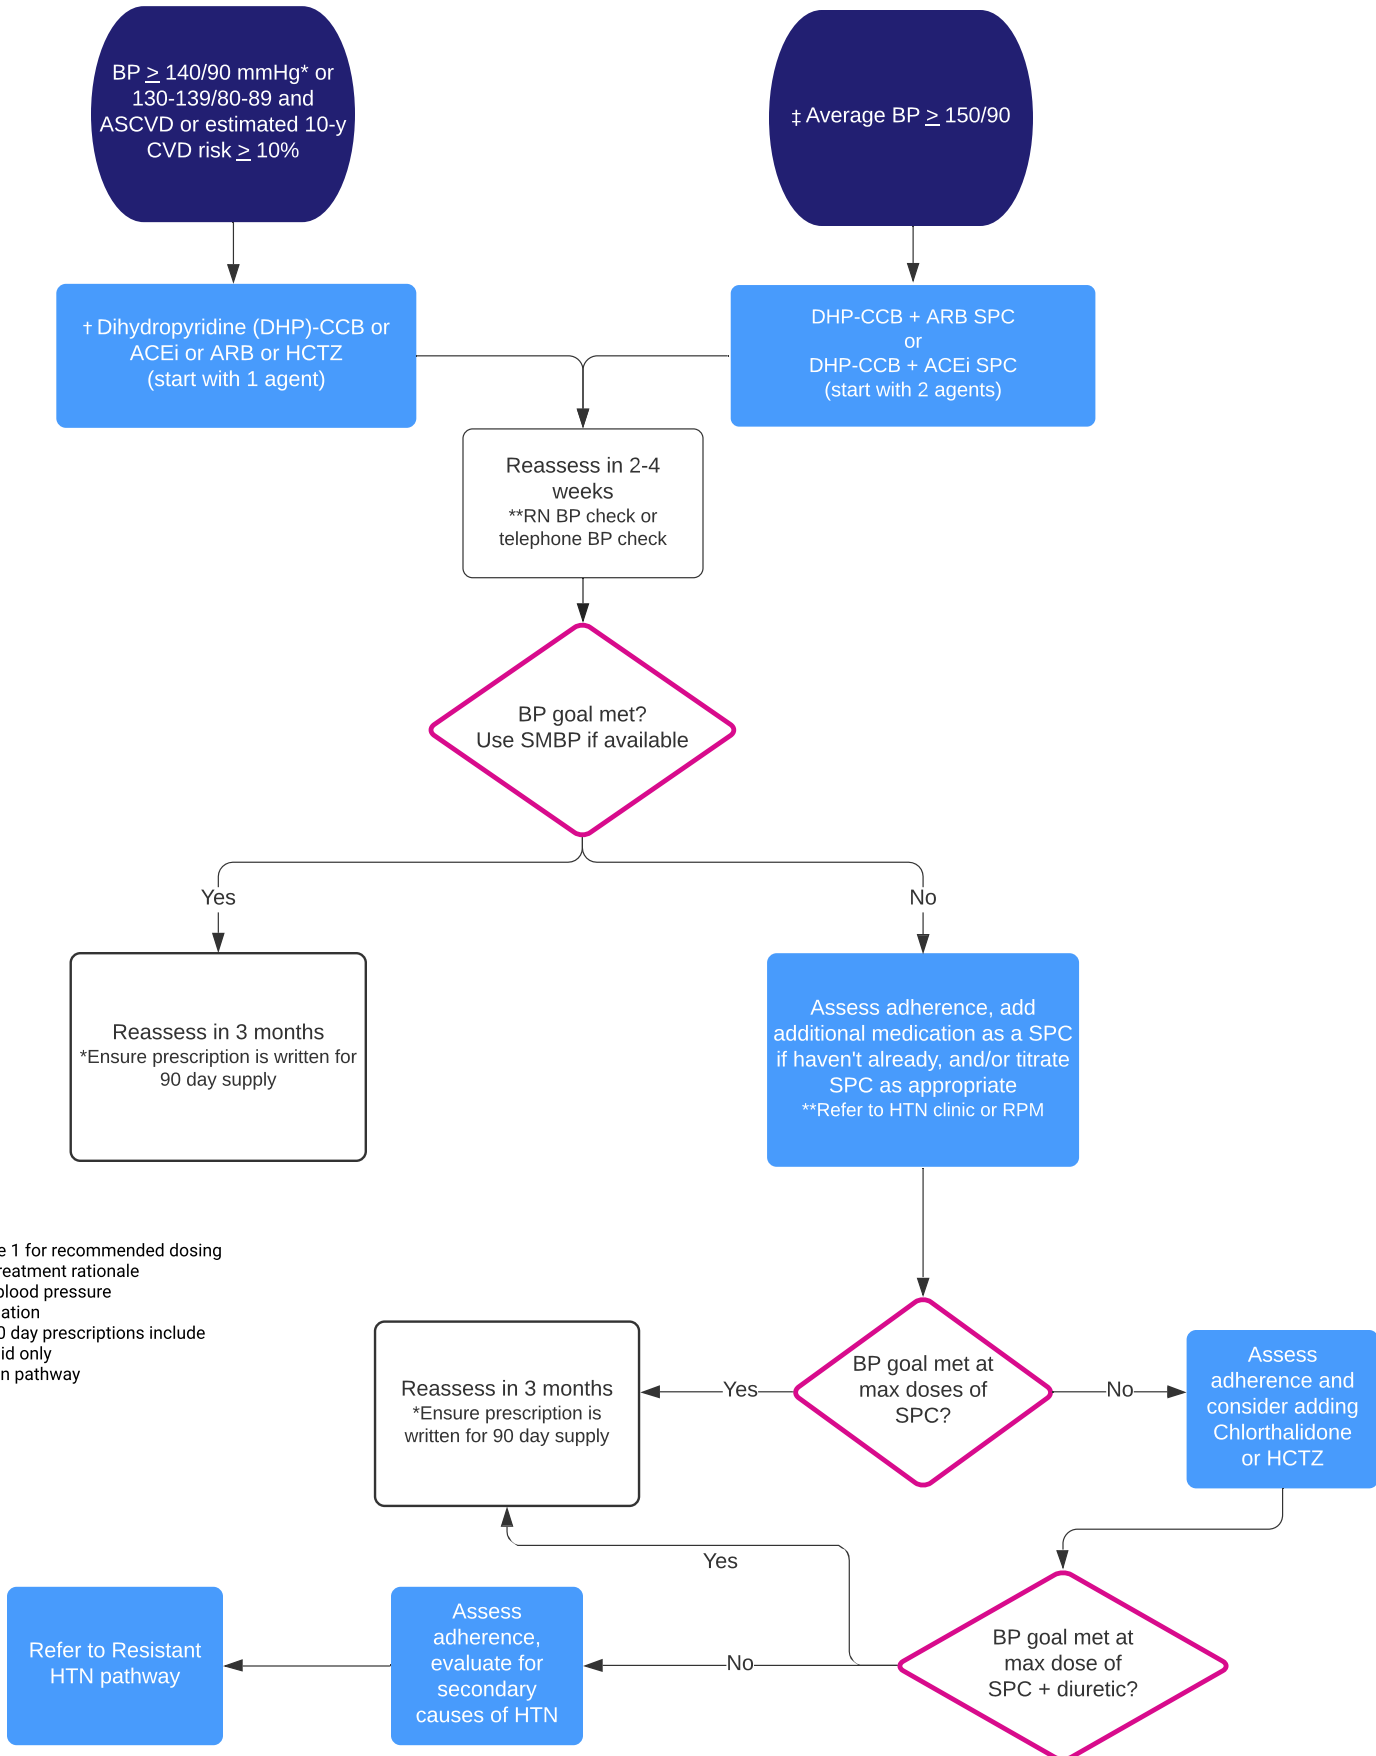 BP ≥ 140/90 mmHg* or
130-139/80-89 and
ASCVD or estimated 10-y
CVD risk ≥ 10%
‡ Average BP ≥ 150/90
† Dihydropyridine (DHP)-CCB or
ACEi or ARB or HCTZ
(start with 1 agent)
DHP-CCB + ARB SPC
or
DHP-CCB + ACEi SPC
(start with 2 agents)
Reassess in 2-4
weeks
**RN BP check or
telephone BP check
BP goal met?
Use SMBP if available
Yes
No
Reassess in 3 months
*Ensure prescription is written for
90 day supply
Assess adherence, add
additional medication as a SPC
if haven't already, and/or titrate
SPC as appropriate
**Refer to HTN clinic or RPM
e 1 for recommended dosing
reatment rationale
blood pressure
ation
0 day prescriptions include
id only
n pathway
BP goal met at
max doses of
SPC?
Yes
No
Reassess in 3 months
*Ensure prescription is
written for 90 day supply
Assess
adherence and
consider adding
Chlorthalidone
or HCTZ
Yes
BP goal met at
max dose of
SPC + diuretic?
No
Assess
adherence,
evaluate for
secondary
causes of HTN
Refer to Resistant
HTN pathway